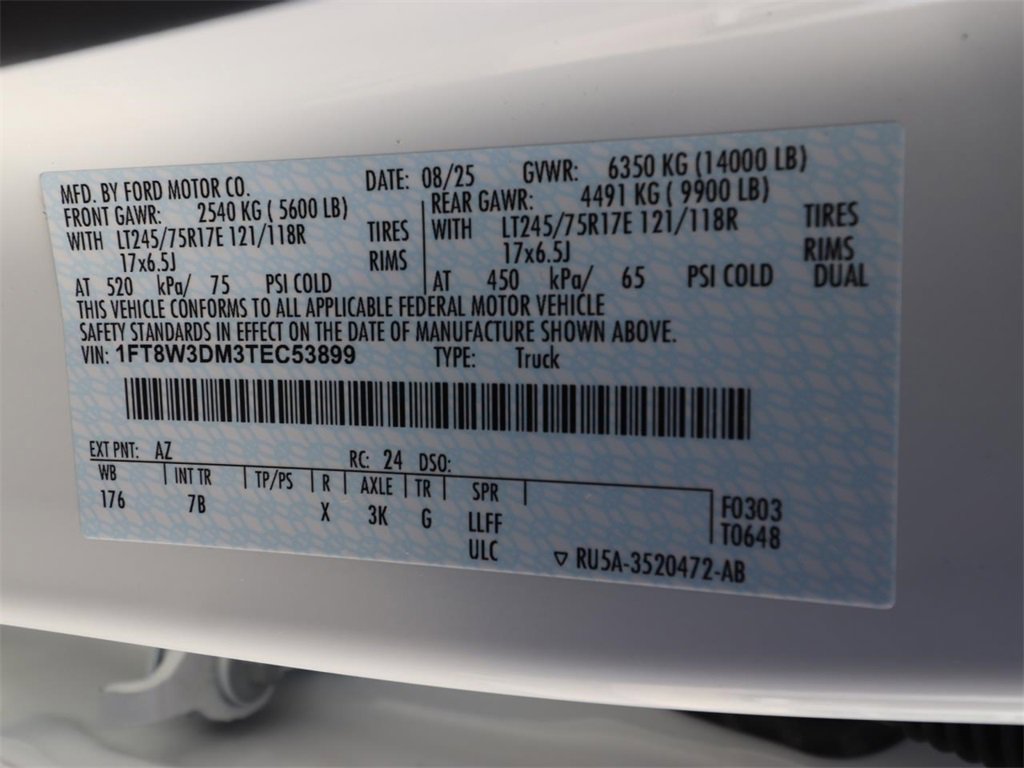 MFD. BY FORD MOTOR CO. DATE: 08/25 GVWR: 6350 KG (14000 LB)
FRONT GAWR: 2540 KG ( 5600 LB) REAR GAWR: 4491 KG ( 9900 LB)
WITH LT245/75R17E 121/118R TIRES WITH LT245/75R17E 121/118R TIRES
17x6.5J RIMS 17x6.5J RIMS
AT 520 kPa/ 75 PSI COLD AT 450 kPa/ 65 PSI COLD DUAL
THIS VEHICLE CONFORMS TO ALL APPLICABLE FEDERAL MOTOR VEHICLE
SAFETY STANDARDS IN EFFECT ON THE DATE OF MANUFACTURE SHOWN ABOVE.
VIN: 1FT8W3DM3TEC53899 TYPE: Truck
EXT PNT: AZ RC: 24 DSO:
WB INT TR TP/PS R AXLE TR SPR
176 7B X 3K G LLFF F0303
ULC T0648
▽ RU5A-3520472-AB